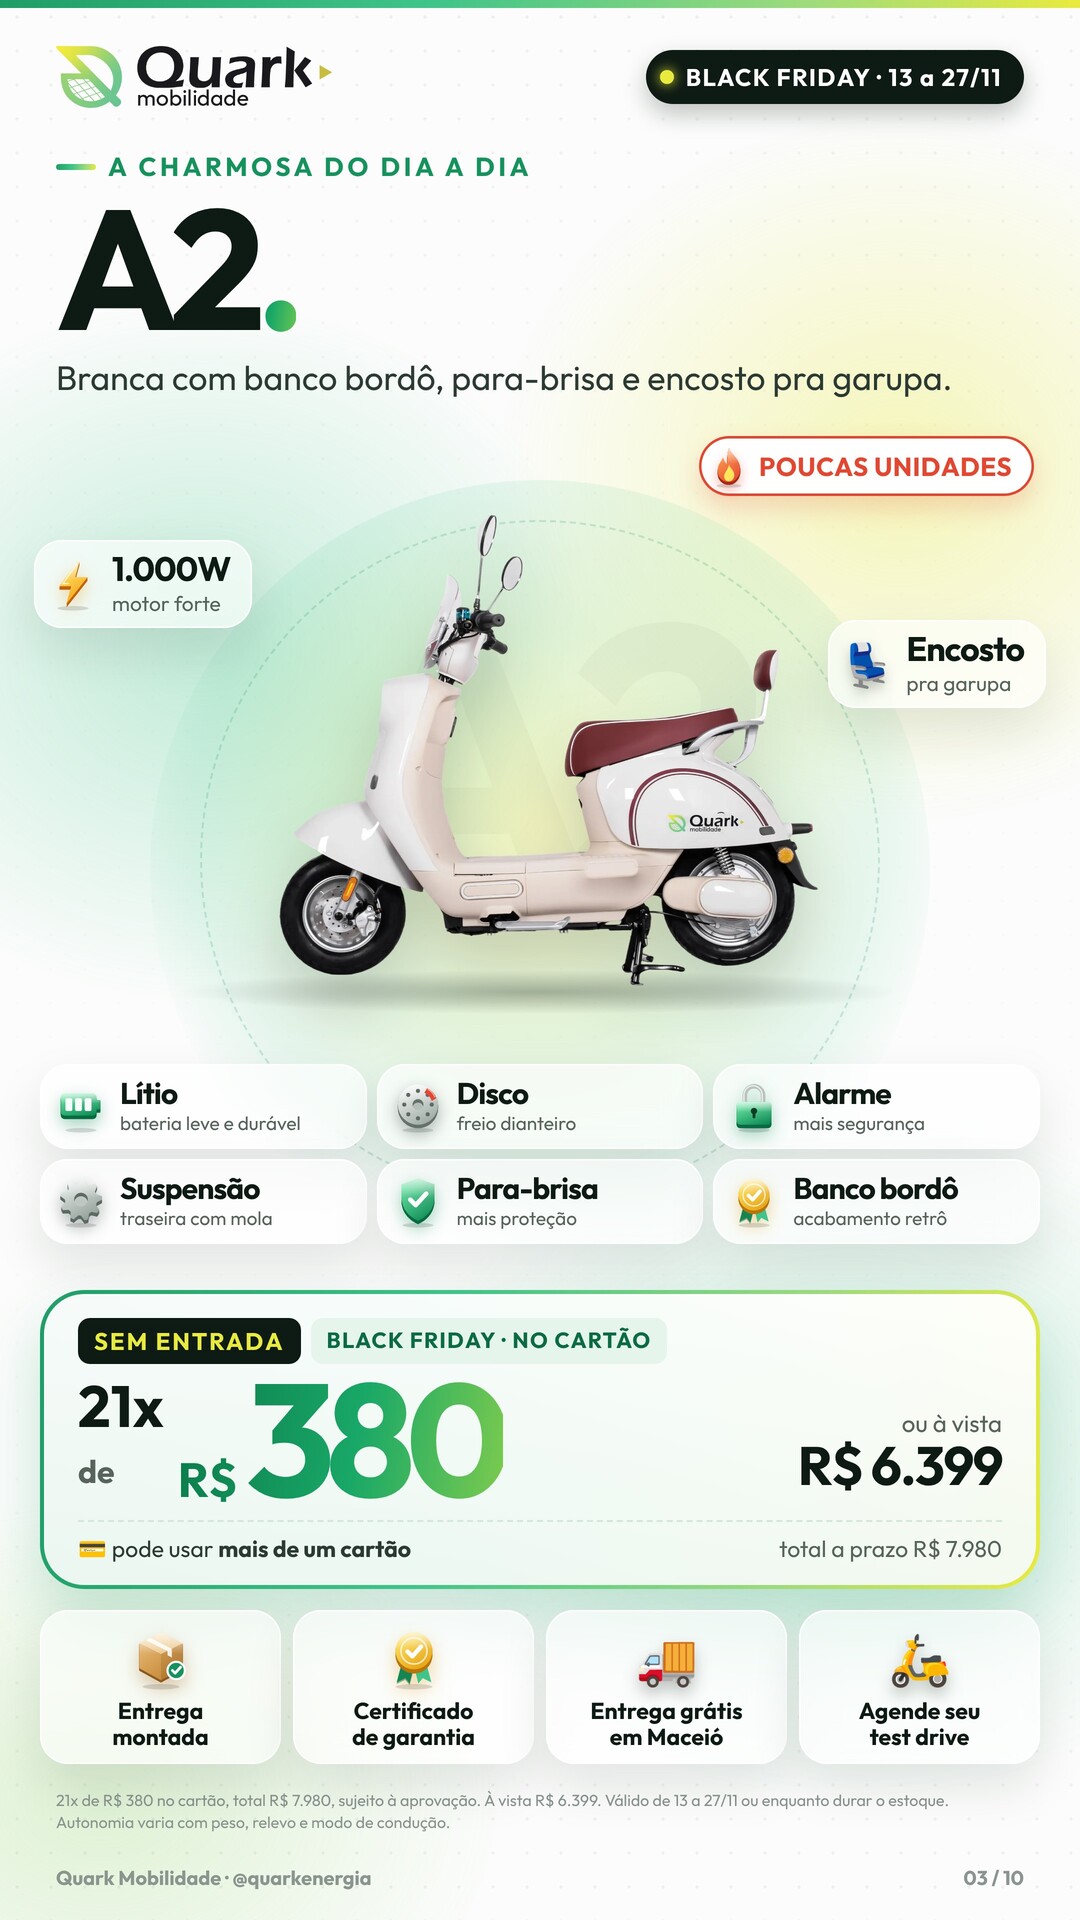 Quark
mobilidade
BLACK FRIDAY · 13 a 27/11
A CHARMOSA DO DIA A DIA
A2.
Branca com banco bordô, para-brisa e encosto pra garupa.
POUCAS UNIDADES
1.000W
motor forte
Encosto
pra garupa
A2
Quark
mobilidade
Lítio
bateria leve e durável
Disco
freio dianteiro
Alarme
mais segurança
Suspensão
traseira com mola
Para-brisa
mais proteção
Banco bordô
acabamento retrô
SEM ENTRADA
BLACK FRIDAY · NO CARTÃO
21x
de
R$ 380
ou à vista
R$ 6.399
pode usar mais de um cartão
total a prazo R$ 7.980
Entrega
montada
Certificado
de garantia
Entrega grátis
em Maceió
Agende seu
test drive
21x de R$ 380 no cartão, total R$ 7.980, sujeito à aprovação. À vista R$ 6.399. Válido de 13 a 27/11 ou enquanto durar o estoque.
Autonomia varia com peso, relevo e modo de condução.
Quark Mobilidade · @quarkenergia
03 / 10